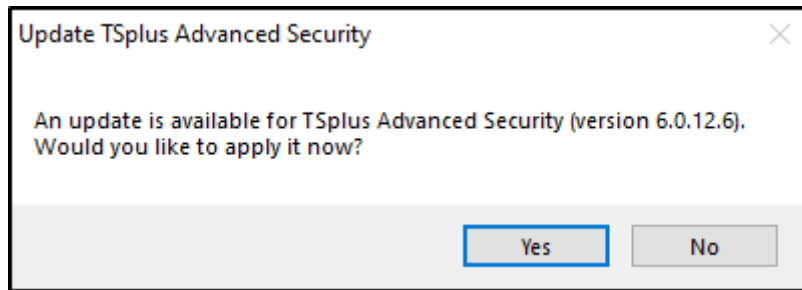 Update TSplus Advanced Security
An update is available for TSplus Advanced Security (version 6.0.12.6).
Would you like to apply it now?
Yes
No